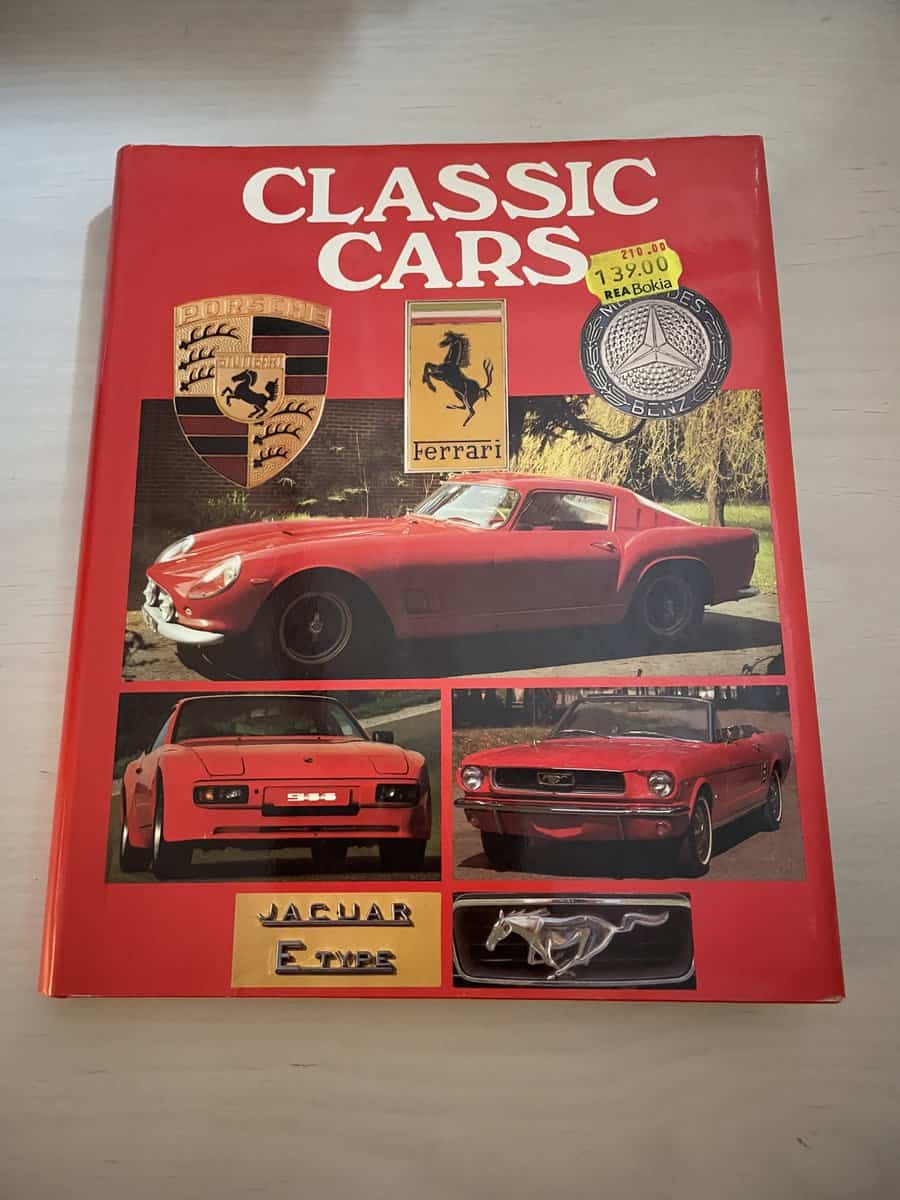 CLASSIC
CARS
210.00
139.00
REA Bokia
PORSCHE
STUTTGART
Ferrari
MERCEDES
BENZ
944
JAGUAR
E TYPE